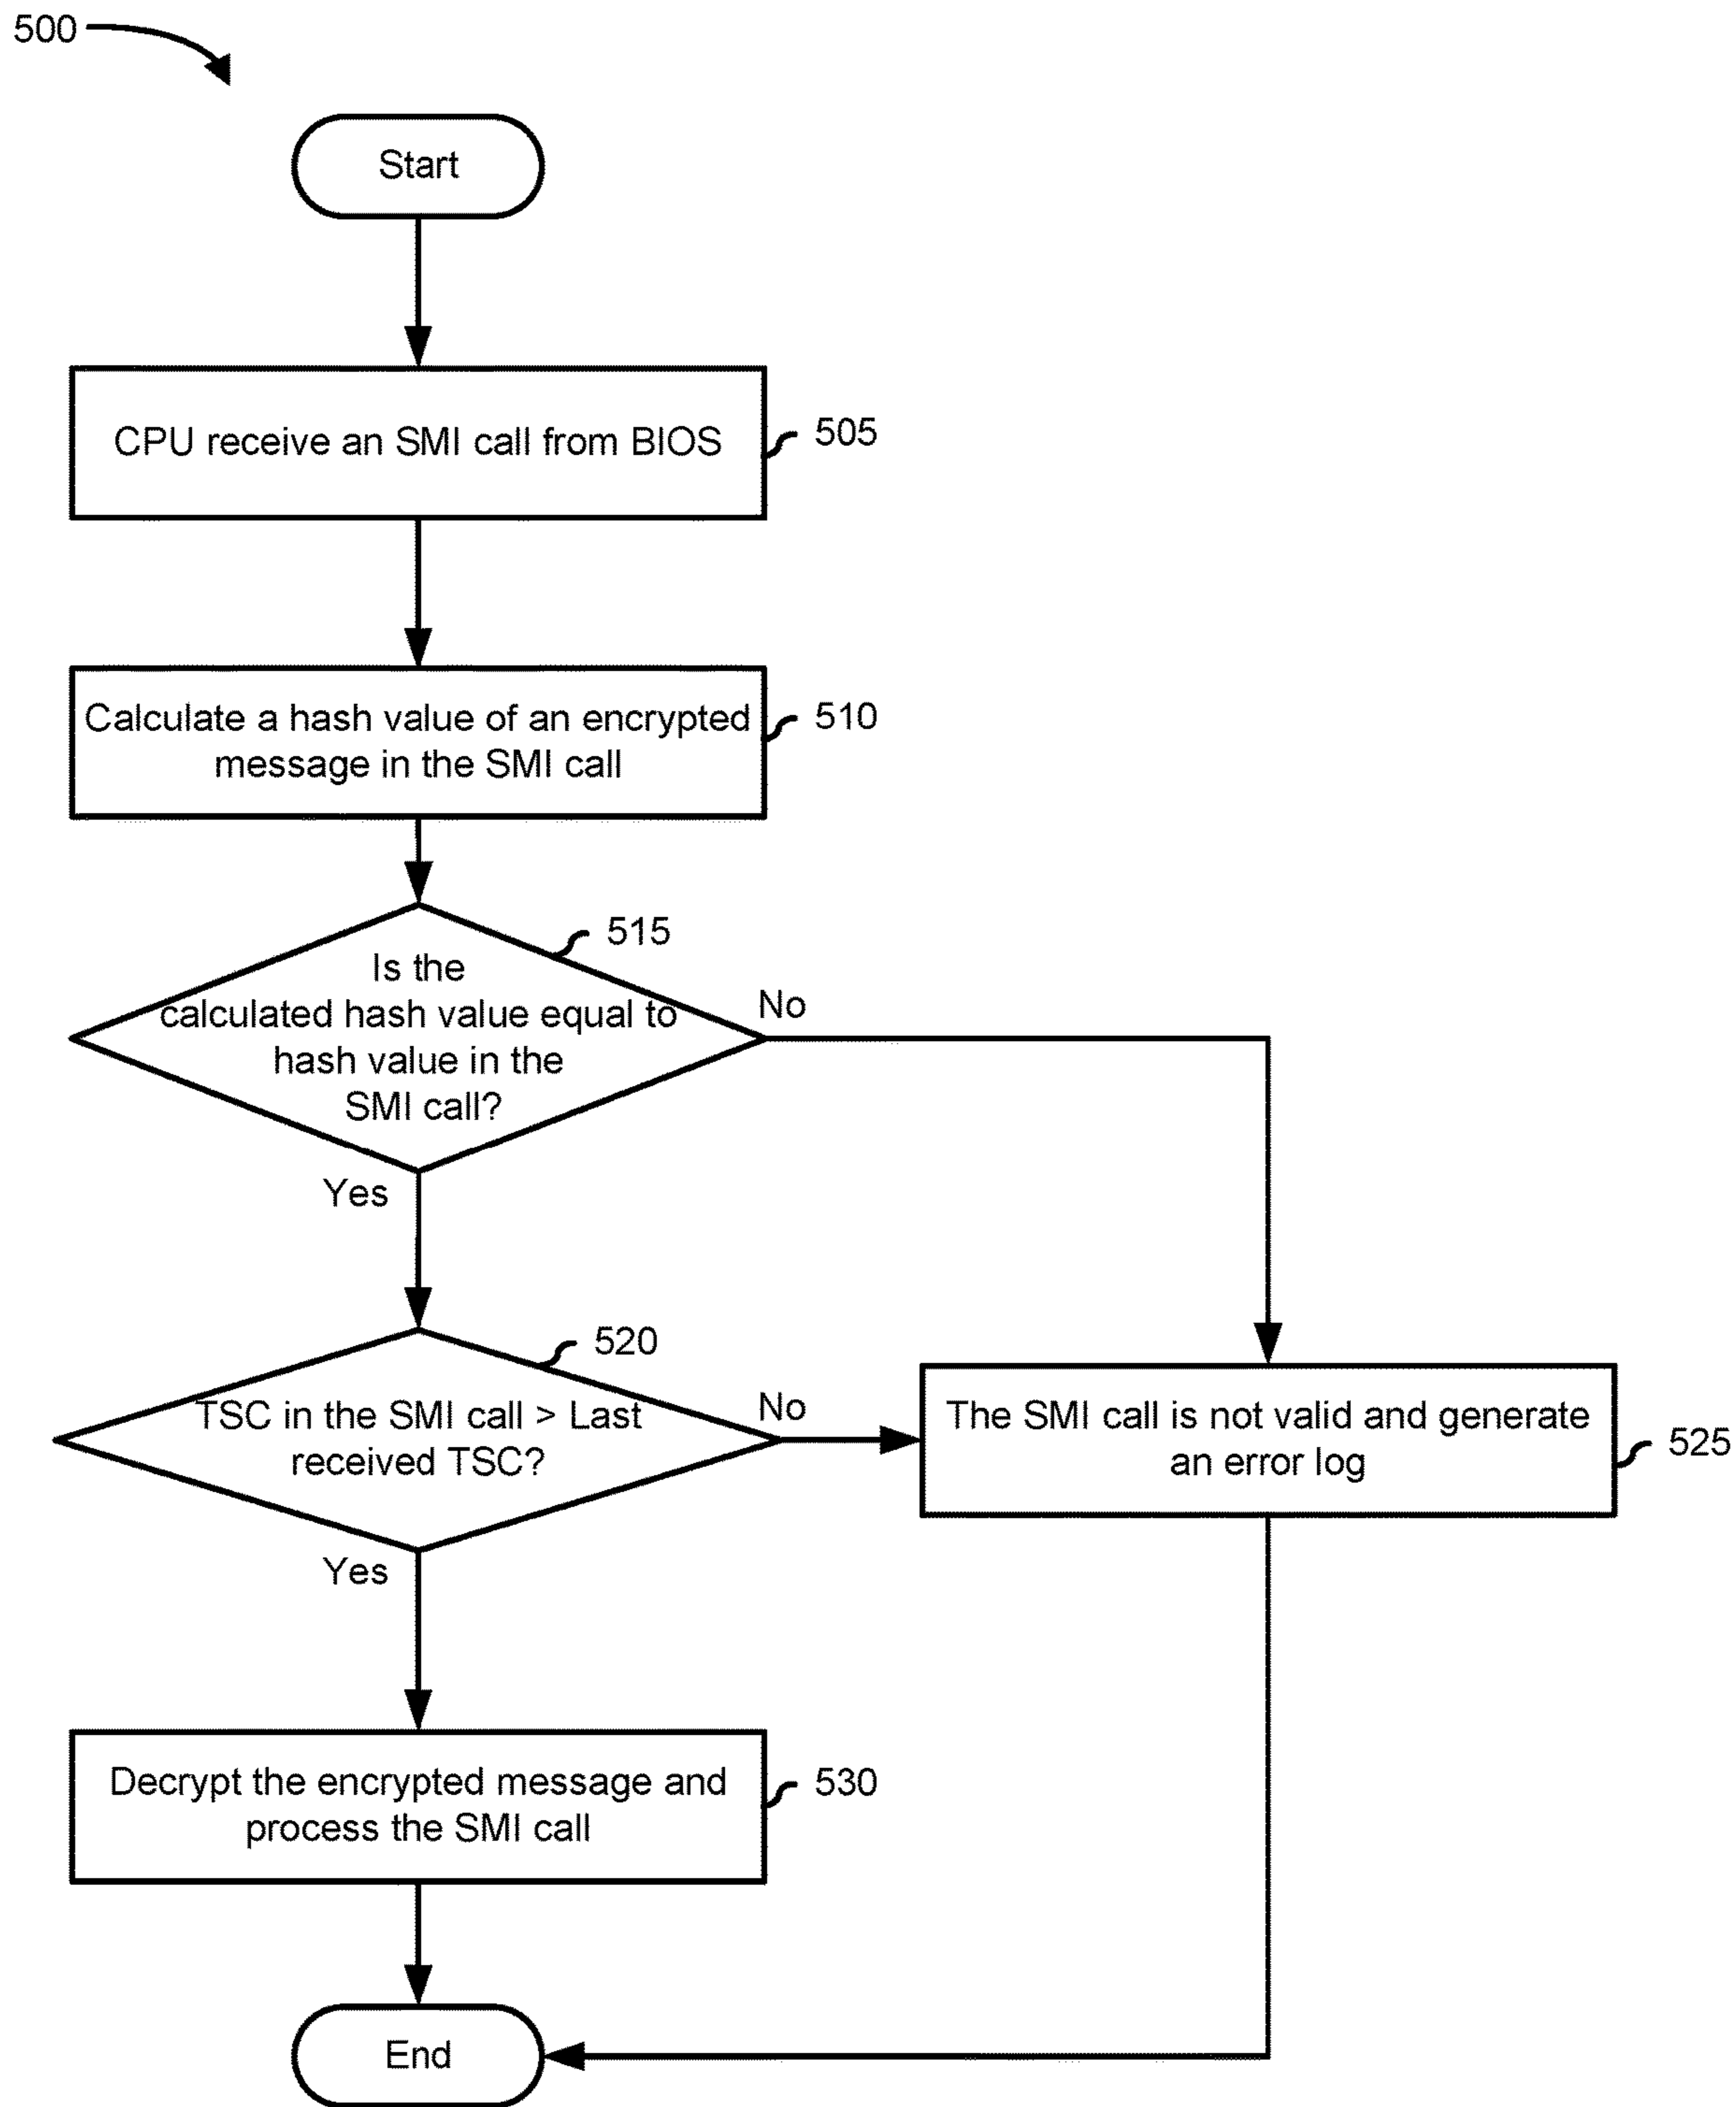 500
Start
CPU receive an SMI call from BIOS
505
Calculate a hash value of an encrypted
message in the SMI call
510
515
Is the
calculated hash value equal to
hash value in the
SMI call?
No
Yes
520
TSC in the SMI call > Last
received TSC?
No
The SMI call is not valid and generate
an error log
525
Yes
Decrypt the encrypted message and
process the SMI call
530
End